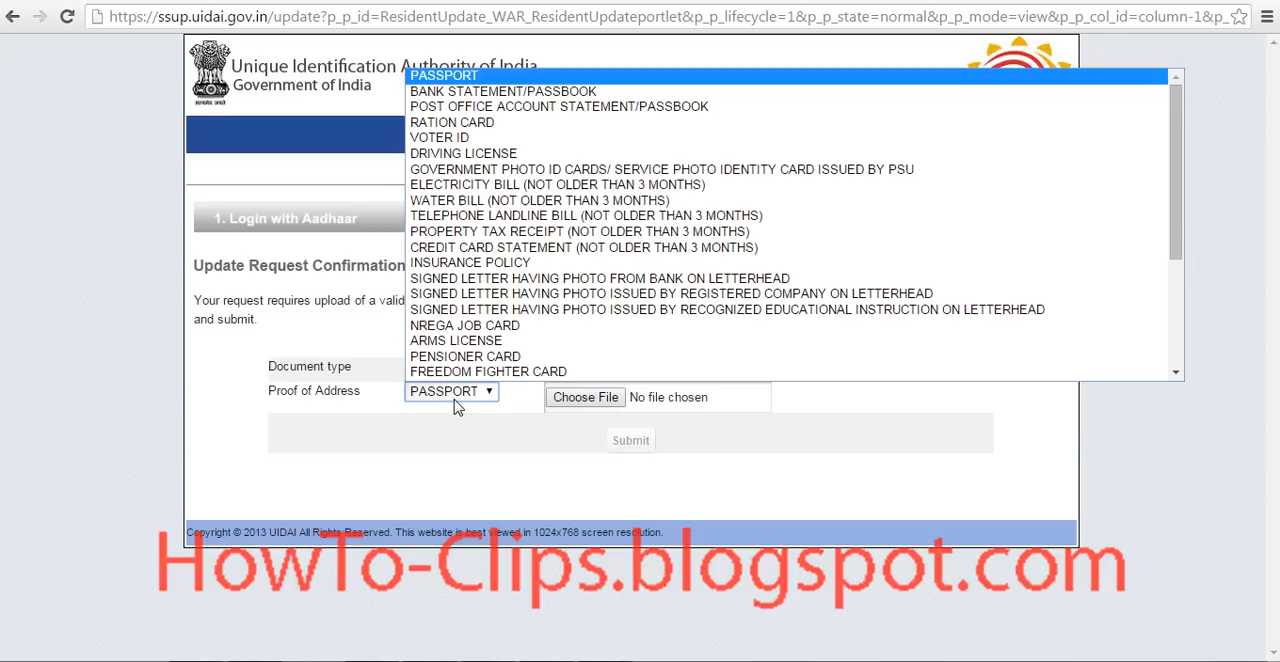 https://ssup.uidai.gov.in/update?p_p_id=ResidentUpdate_WAR_ResidentUpdateportlet&p_p_lifecycle=1&p_p_state=normal&p_p_mode=view&p_p_col_id=column-1&p_
Unique Identification Authority of India
Government of India
सत्यमेव जयते
PASSPORT
BANK STATEMENT/PASSBOOK
POST OFFICE ACCOUNT STATEMENT/PASSBOOK
RATION CARD
VOTER ID
DRIVING LICENSE
GOVERNMENT PHOTO ID CARDS/ SERVICE PHOTO IDENTITY CARD ISSUED BY PSU
ELECTRICITY BILL (NOT OLDER THAN 3 MONTHS)
WATER BILL (NOT OLDER THAN 3 MONTHS)
TELEPHONE LANDLINE BILL (NOT OLDER THAN 3 MONTHS)
PROPERTY TAX RECEIPT (NOT OLDER THAN 3 MONTHS)
CREDIT CARD STATEMENT (NOT OLDER THAN 3 MONTHS)
INSURANCE POLICY
SIGNED LETTER HAVING PHOTO FROM BANK ON LETTERHEAD
SIGNED LETTER HAVING PHOTO ISSUED BY REGISTERED COMPANY ON LETTERHEAD
SIGNED LETTER HAVING PHOTO ISSUED BY RECOGNIZED EDUCATIONAL INSTRUCTION ON LETTERHEAD
NREGA JOB CARD
ARMS LICENSE
PENSIONER CARD
FREEDOM FIGHTER CARD
1. Login with Aadhaar
Update Request Confirmation
Your request requires upload of a valid
and submit.
Document type
Proof of Address PASSPORT Choose File No file chosen
Submit
Copyright © 2013 UIDAI All Rights Reserved. This website is best viewed in 1024x768 screen resolution.
HowTo-Clips.blogspot.com